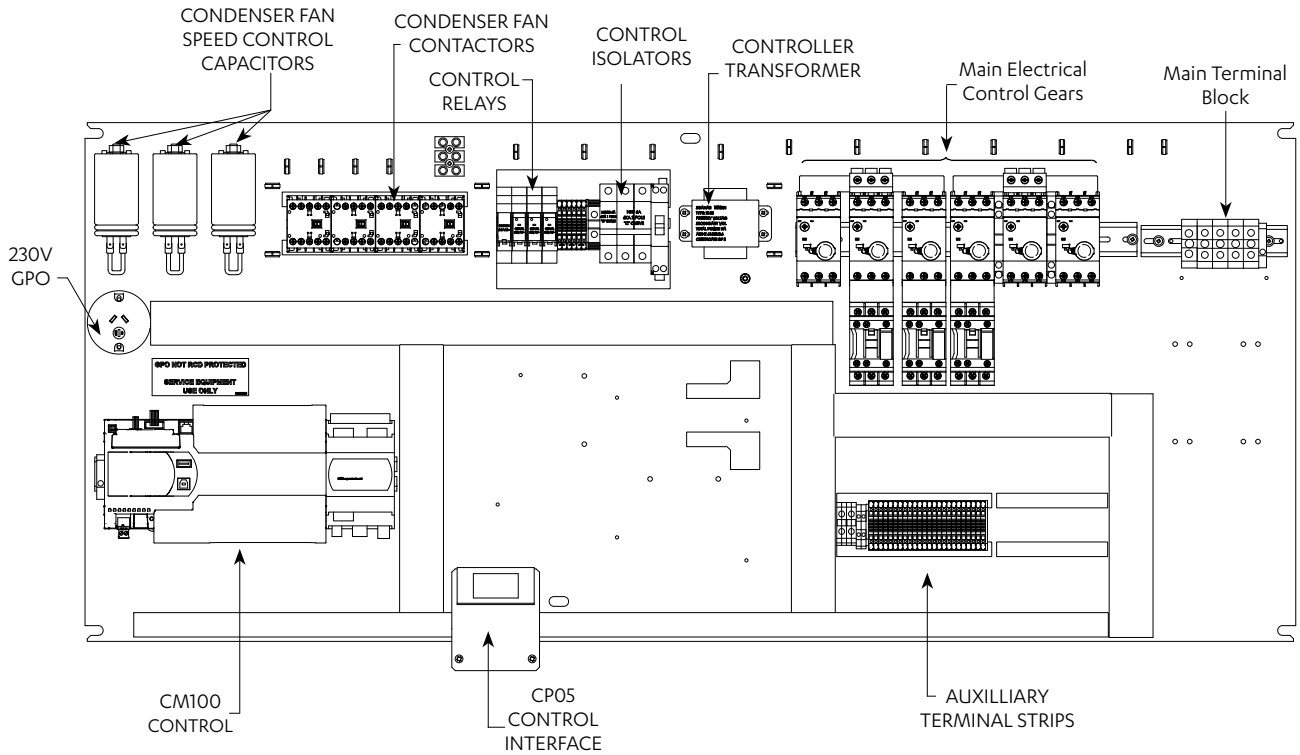 CONDENSER FAN
SPEED CONTROL
CAPACITORS
CONDENSER FAN
CONTACTORS
CONTROL
RELAYS
CONTROL
ISOLATORS
CONTROLLER
TRANSFORMER
Main Electrical
Control Gears
Main Terminal
Block
230V
GPO
GPO NOT RCD PROTECTED
SERVICE EQUIPMENT
USE ONLY
CM100
CONTROL
CP05
CONTROL
INTERFACE
AUXILLIARY
TERMINAL STRIPS